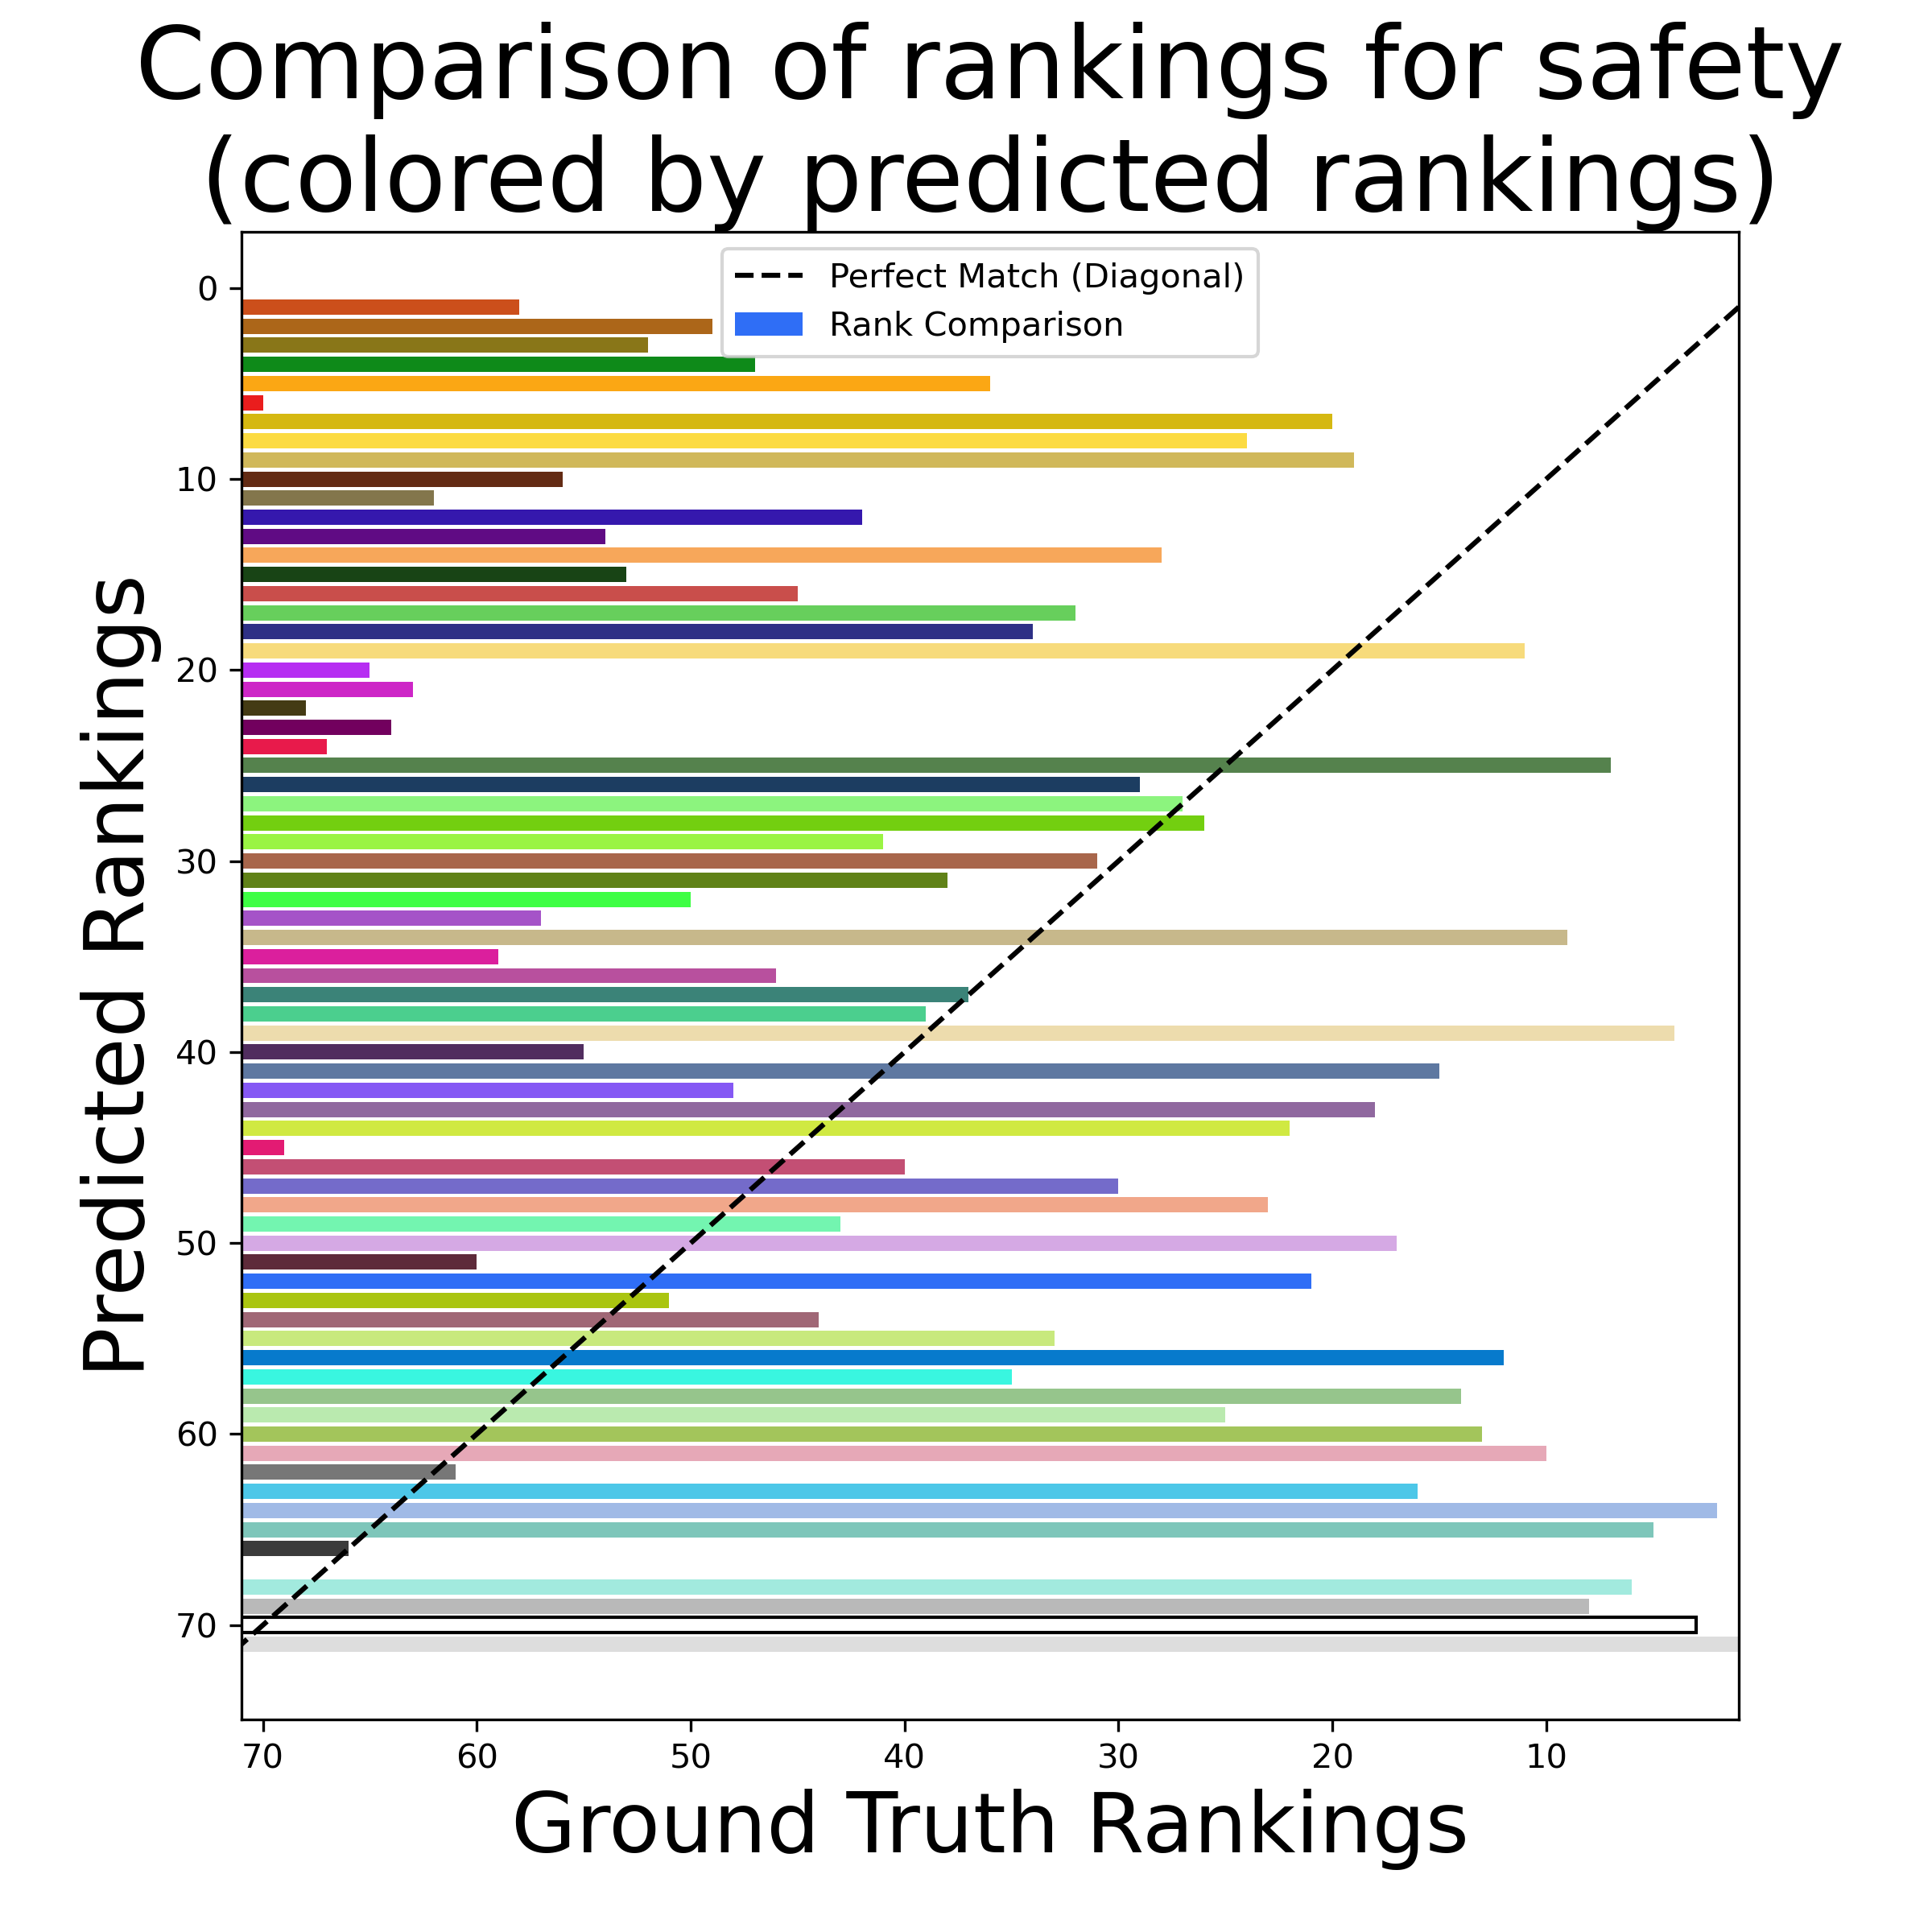 Comparison of rankings for safety
(colored by predicted rankings)
Perfect Match (Diagonal)
Rank Comparison
Predicted Rankings
0
10
20
30
40
50
60
70
70
60
50
40
30
20
10
Ground Truth Rankings